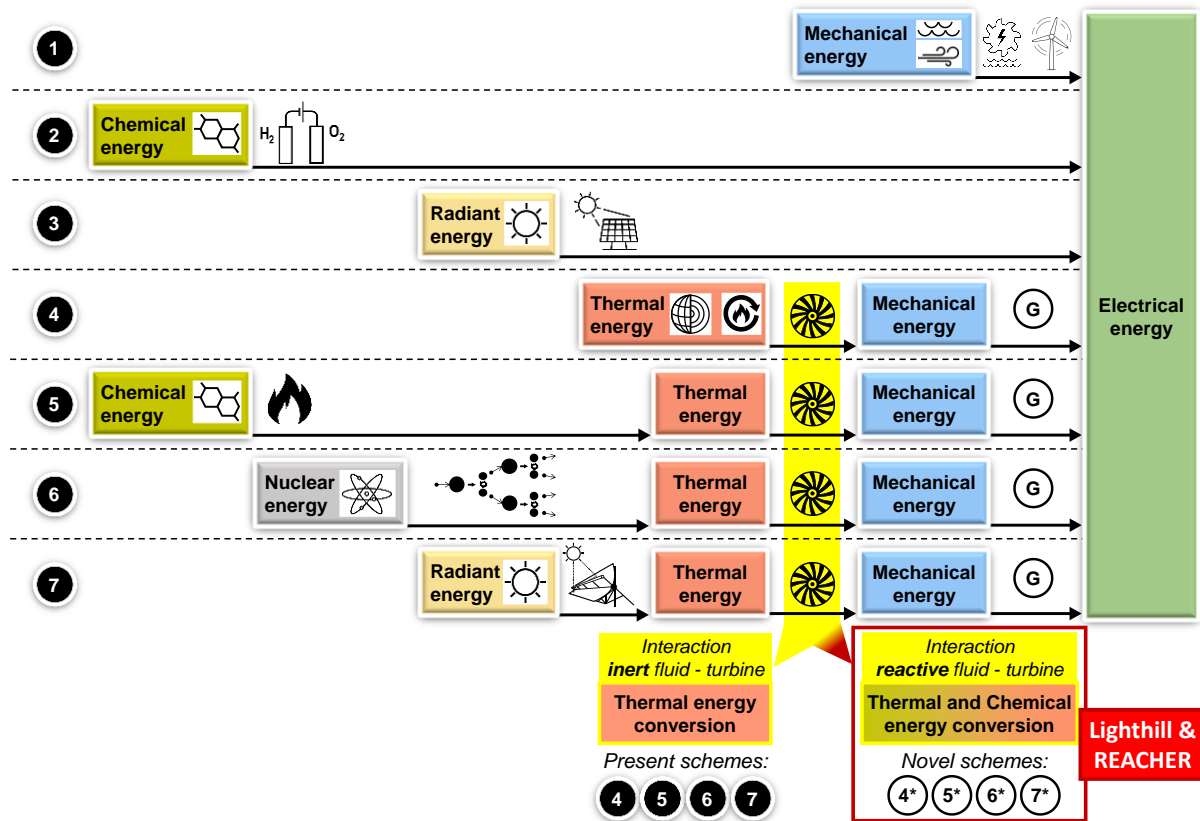 1
Mechanical
energy
2
Chemical
energy
H2
O2
3
Radiant
energy
4
Thermal
energy
Mechanical
energy
G
Electrical
energy
5
Chemical
energy
Thermal
energy
Mechanical
energy
G
6
Nuclear
energy
Thermal
energy
Mechanical
energy
G
7
Radiant
energy
Thermal
energy
Mechanical
energy
G
Interaction
inert fluid - turbine
Thermal energy
conversion
Present schemes:
4 5 6 7
Interaction
reactive fluid - turbine
Thermal and Chemical
energy conversion
Novel schemes:
4* 5* 6* 7*
Lighthill &
REACHER